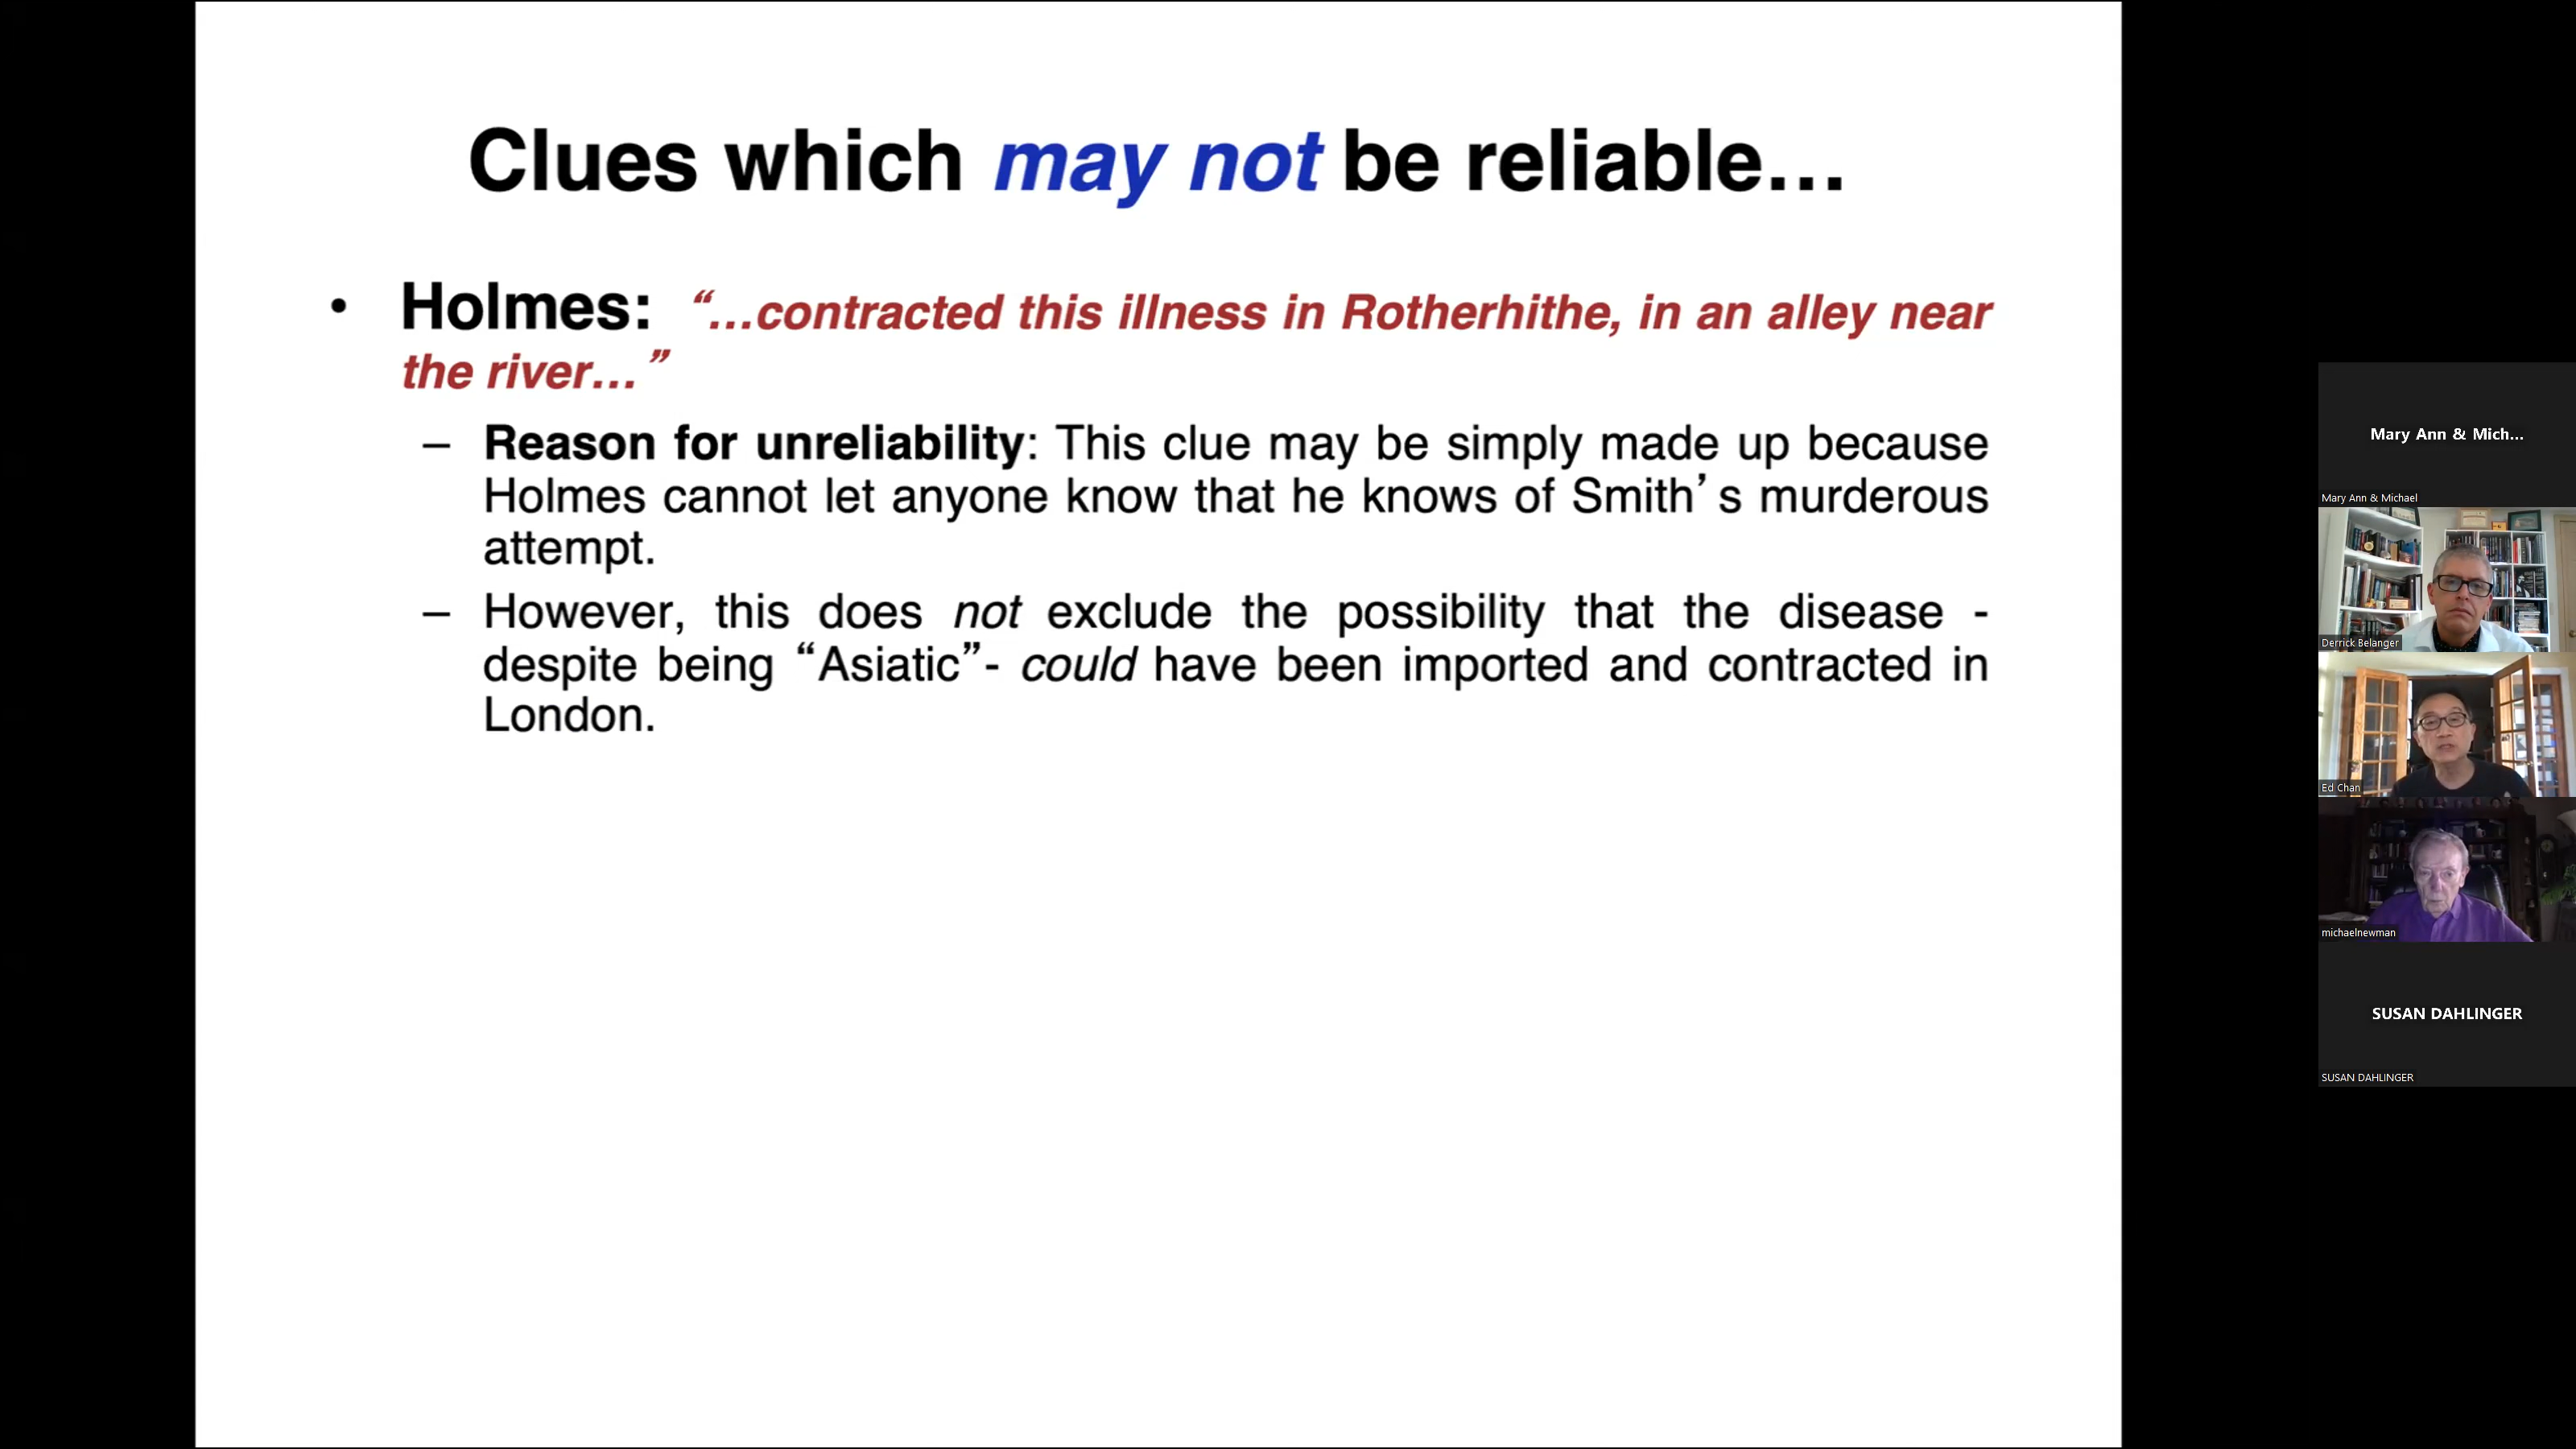 Clues which may not be reliable…
• Holmes: “…contracted this illness in Rotherhithe, in an alley near
the river…”
– Reason for unreliability: This clue may be simply made up because
Holmes cannot let anyone know that he knows of Smith’s murderous
attempt.
– However, this does not exclude the possibility that the disease -
despite being “Asiatic”- could have been imported and contracted in
London.
Mary Ann & Mich...
Mary Ann & Michael
Derrick Belanger
Ed Chan
michaelnewman
SUSAN DAHLINGER
SUSAN DAHLINGER